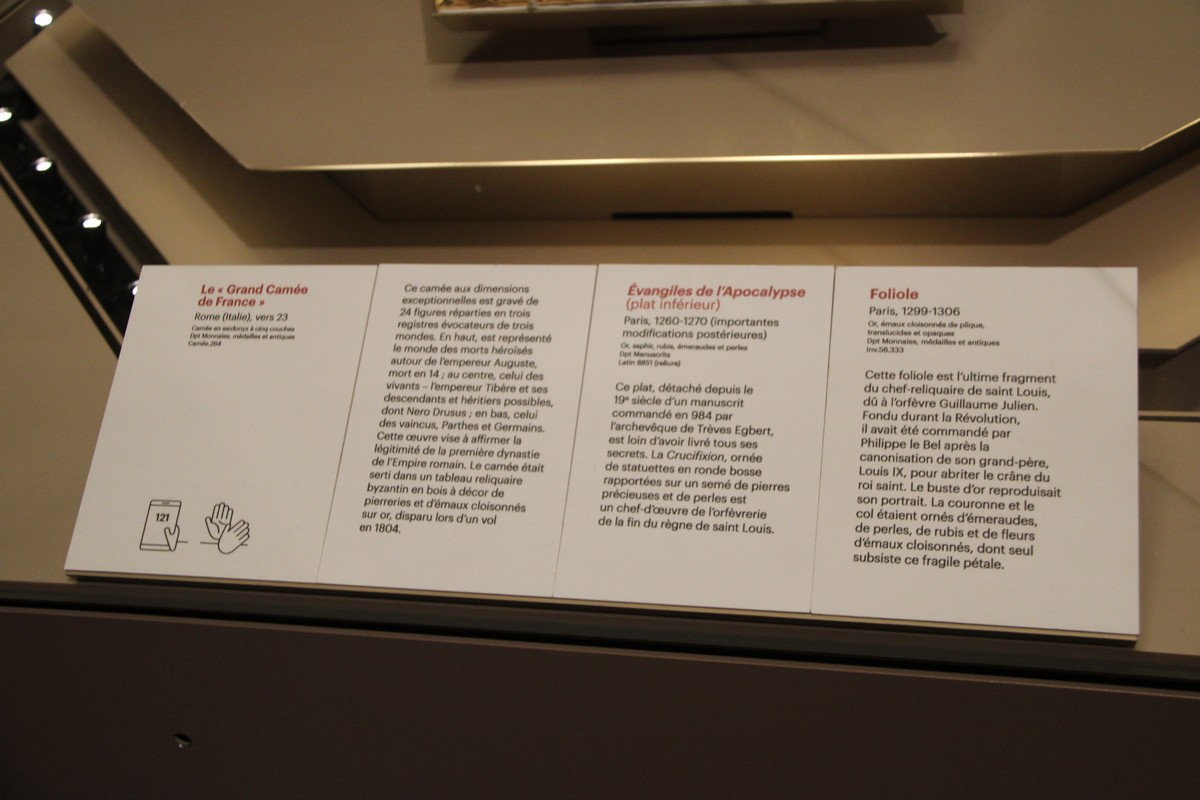 Le « Grand Camée
de France »
Rome (Italie), vers 23
Camée en sardonyx à cinq couches
Dpt Monnaies, médailles et antiques
Camée.264
121
Ce camée aux dimensions
exceptionnelles est gravé de
24 figures réparties en trois
registres évocateurs de trois
mondes. En haut, est représenté
le monde des morts héroïsés
autour de l'empereur Auguste,
mort en 14 ; au centre, celui des
vivants – l'empereur Tibère et ses
descendants et héritiers possibles,
dont Nero Drusus ; en bas, celui
des vaincus, Parthes et Germains.
Cette œuvre vise à affirmer la
légitimité de la première dynastie
de l'Empire romain. Le camée était
serti dans un tableau reliquaire
byzantin en bois à décor de
pierreries et d'émaux cloisonnés
sur or, disparu lors d'un vol
en 1804.
Évangiles de l'Apocalypse
(plat inférieur)
Paris, 1260-1270 (importantes
modifications postérieures)
Or, saphir, rubis, émeraudes et perles
Dpt Manuscrits
Latin 8851 (reliure)
Ce plat, détaché depuis le
19e siècle d'un manuscrit
commandé en 984 par
l'archevêque de Trèves Egbert,
est loin d'avoir livré tous ses
secrets. La Crucifixion, ornée
de statuettes en ronde bosse
rapportées sur un semé de pierres
précieuses et de perles est
un chef-d'œuvre de l'orfèvrerie
de la fin du règne de saint Louis.
Foliole
Paris, 1299-1306
Or, émaux cloisonnés de plique,
translucides et opaques
Dpt Monnaies, médailles et antiques
inv.56.333
Cette foliole est l'ultime fragment
du chef-reliquaire de saint Louis,
dû à l'orfèvre Guillaume Julien.
Fondu durant la Révolution,
il avait été commandé par
Philippe le Bel après la
canonisation de son grand-père,
Louis IX, pour abriter le crâne du
roi saint. Le buste d'or reproduisait
son portrait. La couronne et le
col étaient ornés d'émeraudes,
de perles, de rubis et de fleurs
d'émaux cloisonnés, dont seul
subsiste ce fragile pétale.